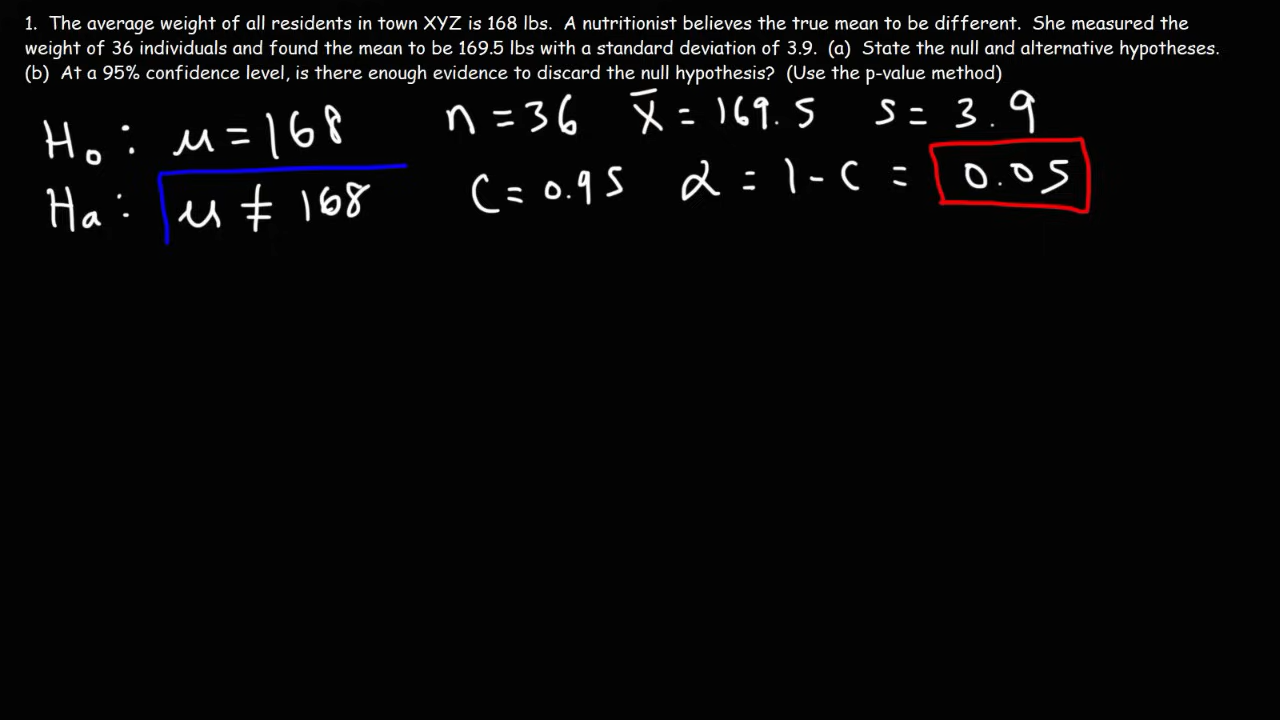 1. The average weight of all residents in town XYZ is 168 lbs. A nutritionist believes the true mean to be different. She measured the
weight of 36 individuals and found the mean to be 169.5 lbs with a standard deviation of 3.9. (a) State the null and alternative hypotheses.
(b) At a 95% confidence level, is there enough evidence to discard the null hypothesis? (Use the p-value method)
H₀: μ = 168 n = 36 x̄ = 169.5 s = 3.9
Hₐ: μ ≠ 168 C = 0.95 α = 1 - C = 0.05